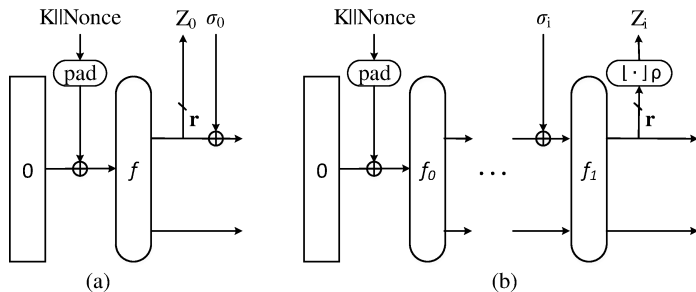 K||Nonce Z₀ σ₀
pad
r
0 f
(a)
K||Nonce σᵢ Zᵢ
pad ⌊·⌋ρ
r
0 f₀ ... f₁
(b)